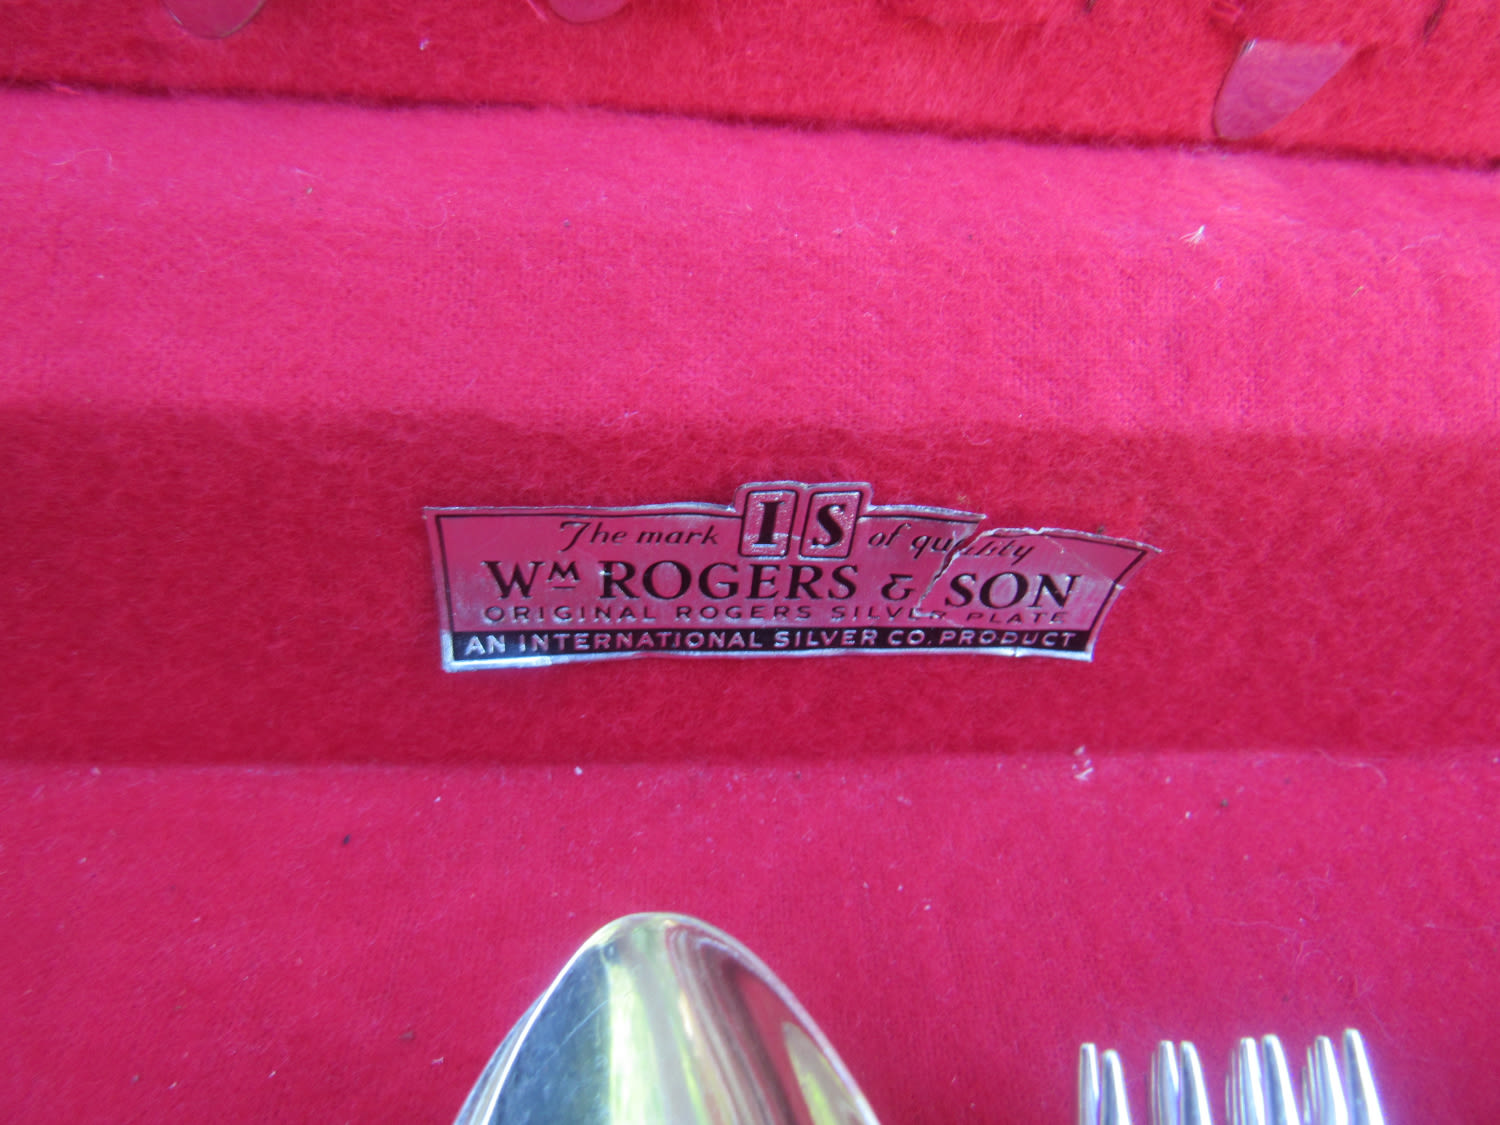 The mark IS of quality
WM ROGERS & SON
ORIGINAL ROGERS SILVER PLATE
AN INTERNATIONAL SILVER CO. PRODUCT